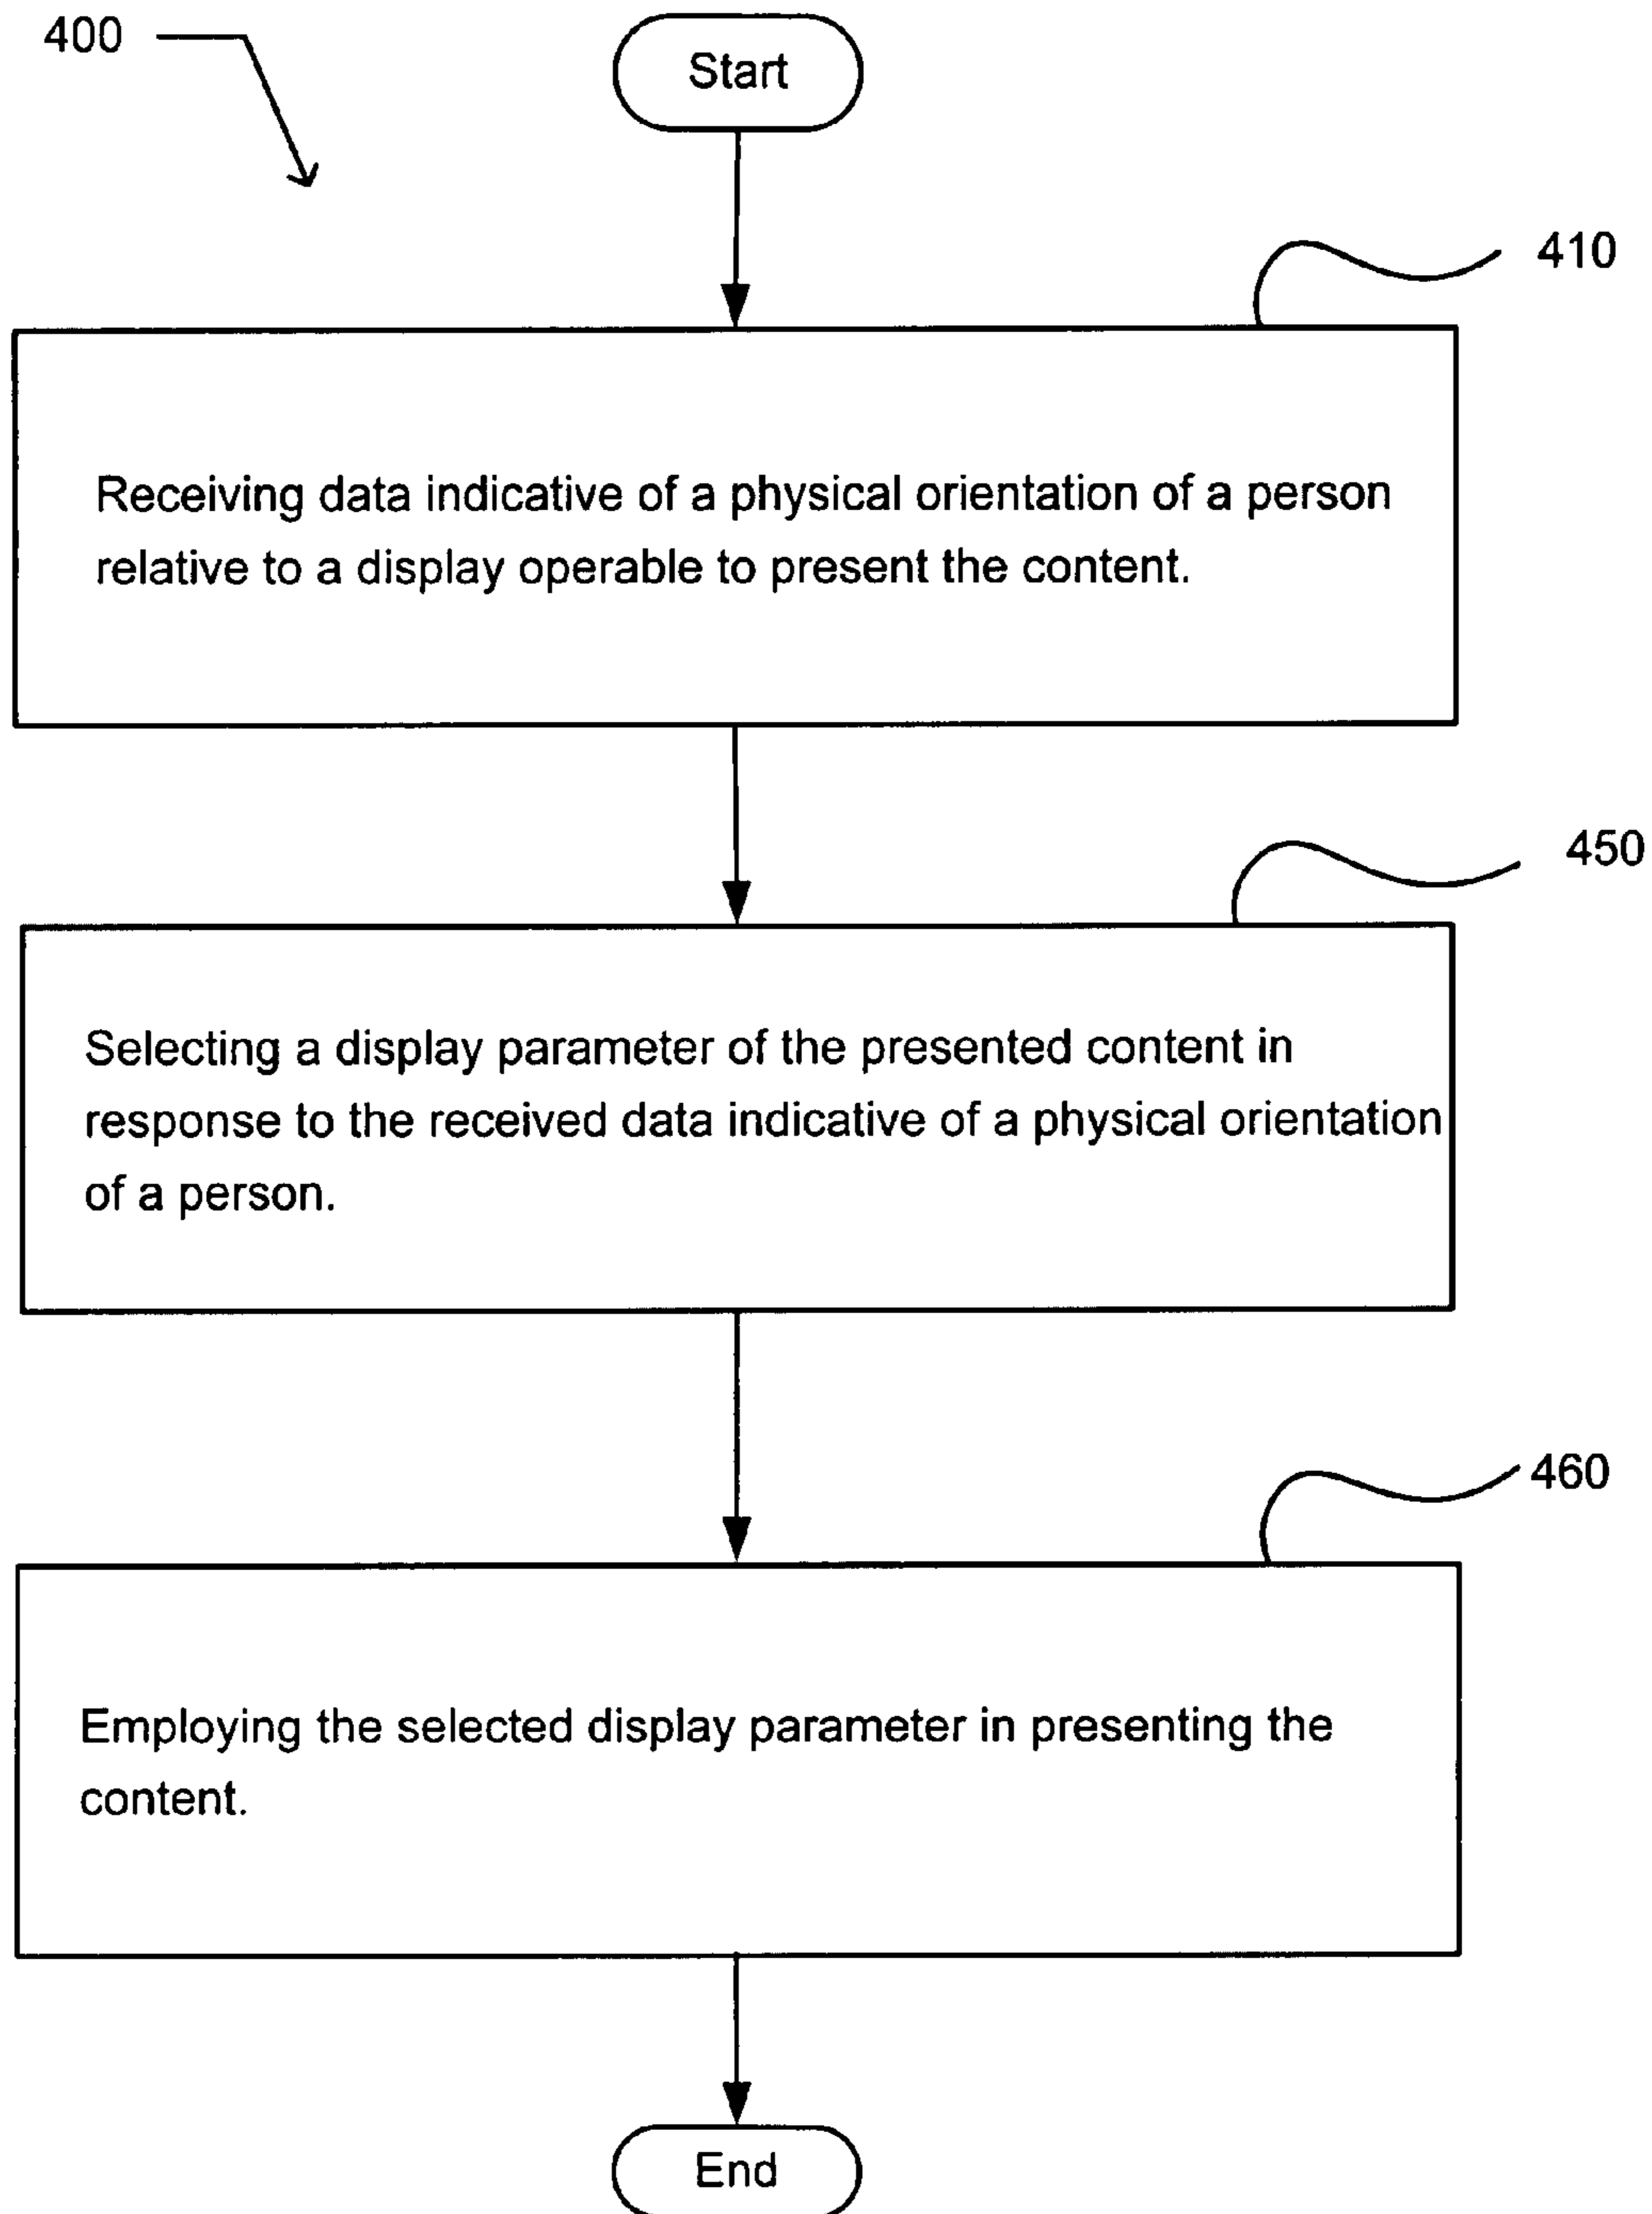 400
Start
410
Receiving data indicative of a physical orientation of a person
relative to a display operable to present the content.
450
Selecting a display parameter of the presented content in
response to the received data indicative of a physical orientation
of a person.
460
Employing the selected display parameter in presenting the
content.
End